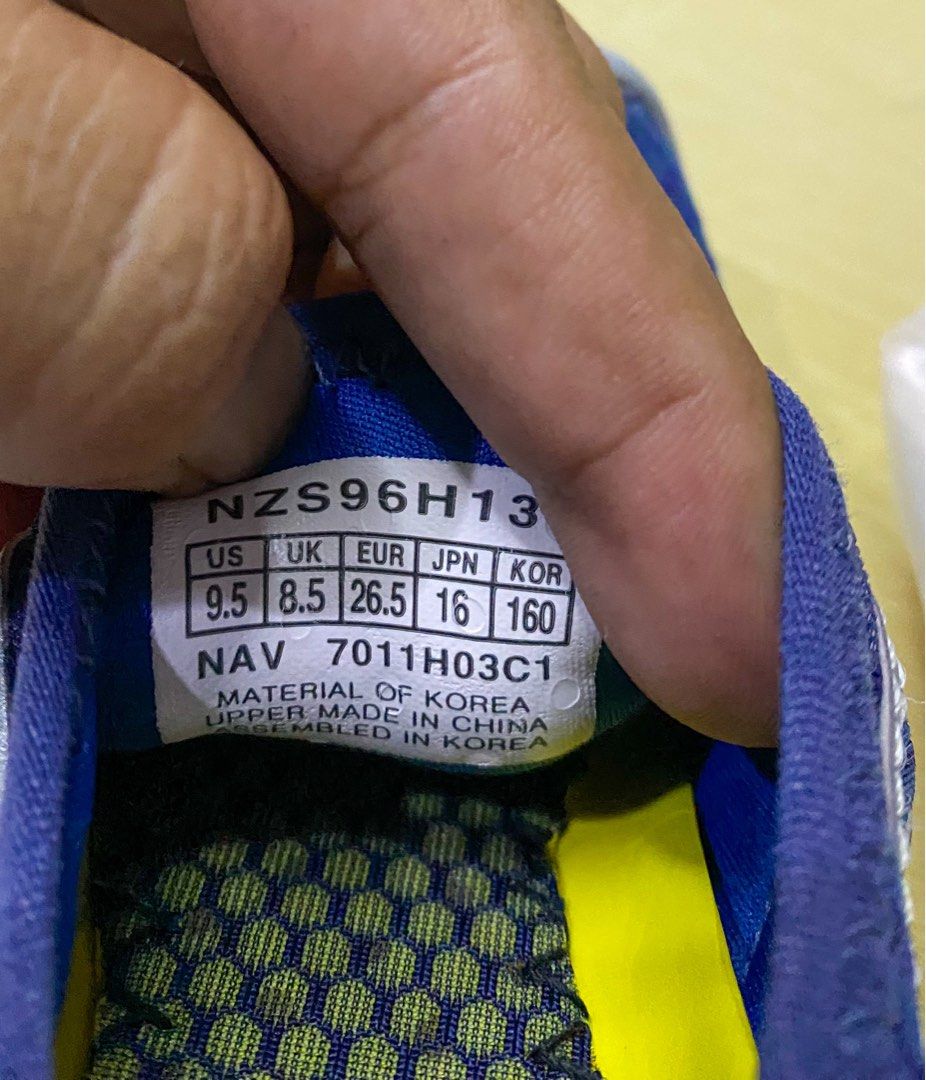 NZS96H13
US UK EUR JPN KOR
9.5 8.5 26.5 16 160
NAV 7011H03C1
MATERIAL OF KOREA
UPPER MADE IN CHINA
ASSEMBLED IN KOREA